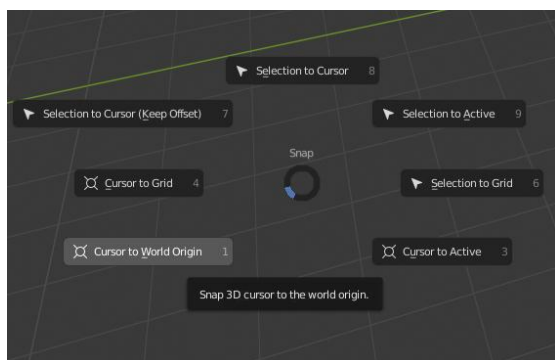 Selection to Cursor 8
Selection to Cursor (Keep Offset) 7
Selection to Active 9
Snap
Cursor to Grid 4
Selection to Grid 6
Cursor to World Origin 1
Cursor to Active 3
Snap 3D cursor to the world origin.